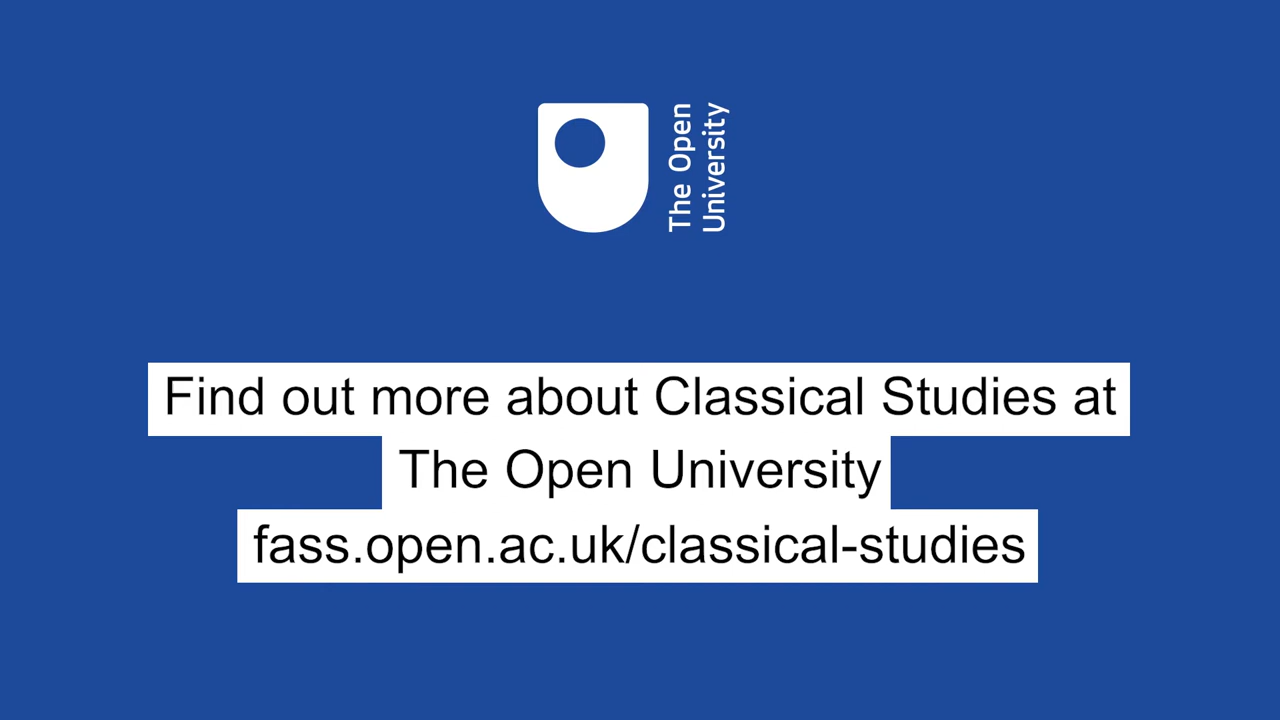 The Open
University
Find out more about Classical Studies at
The Open University
fass.open.ac.uk/classical-studies